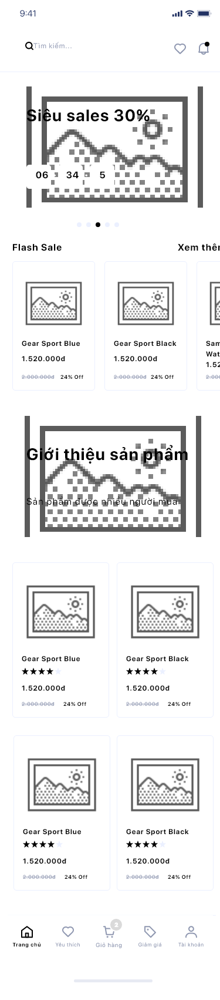 9:41
Tìm kiếm...
Siêu sales 30%
06 34 5
Flash Sale Xem thêm
Gear Sport Blue
1.520.000đ
2.000.000đ 24% Off
Gear Sport Black
1.520.000đ
2.000.000đ 24% Off
Sam
Wat
1.52
2.000
Giới thiệu sản phẩm
Sản phẩm được nhiều người mua
Gear Sport Blue
1.520.000đ
2.000.000đ 24% Off
Gear Sport Black
1.520.000đ
2.000.000đ 24% Off
Gear Sport Blue
1.520.000đ
2.000.000đ 24% Off
Gear Sport Black
1.520.000đ
2.000.000đ 24% Off
2
Trang chủ Yêu thích Giỏ hàng Giảm giá Tài khoản